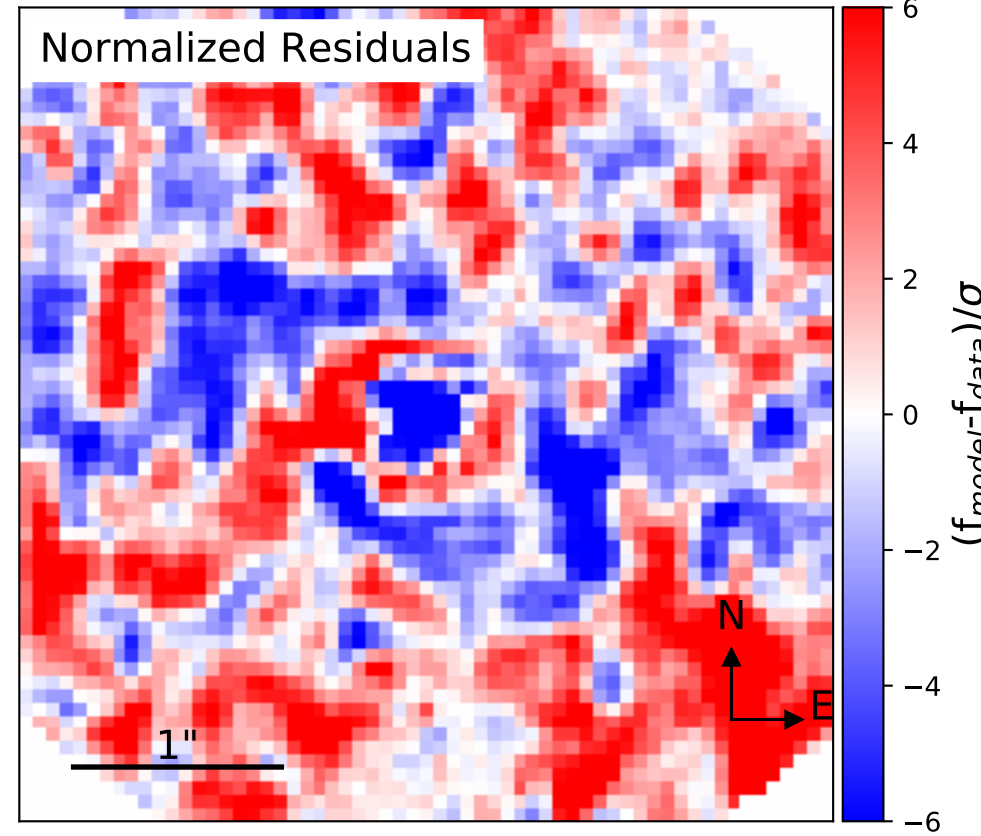 Normalized Residuals
6
4
2
0
−2
−4
−6
(f_model-f_data)/σ
N
E
1"